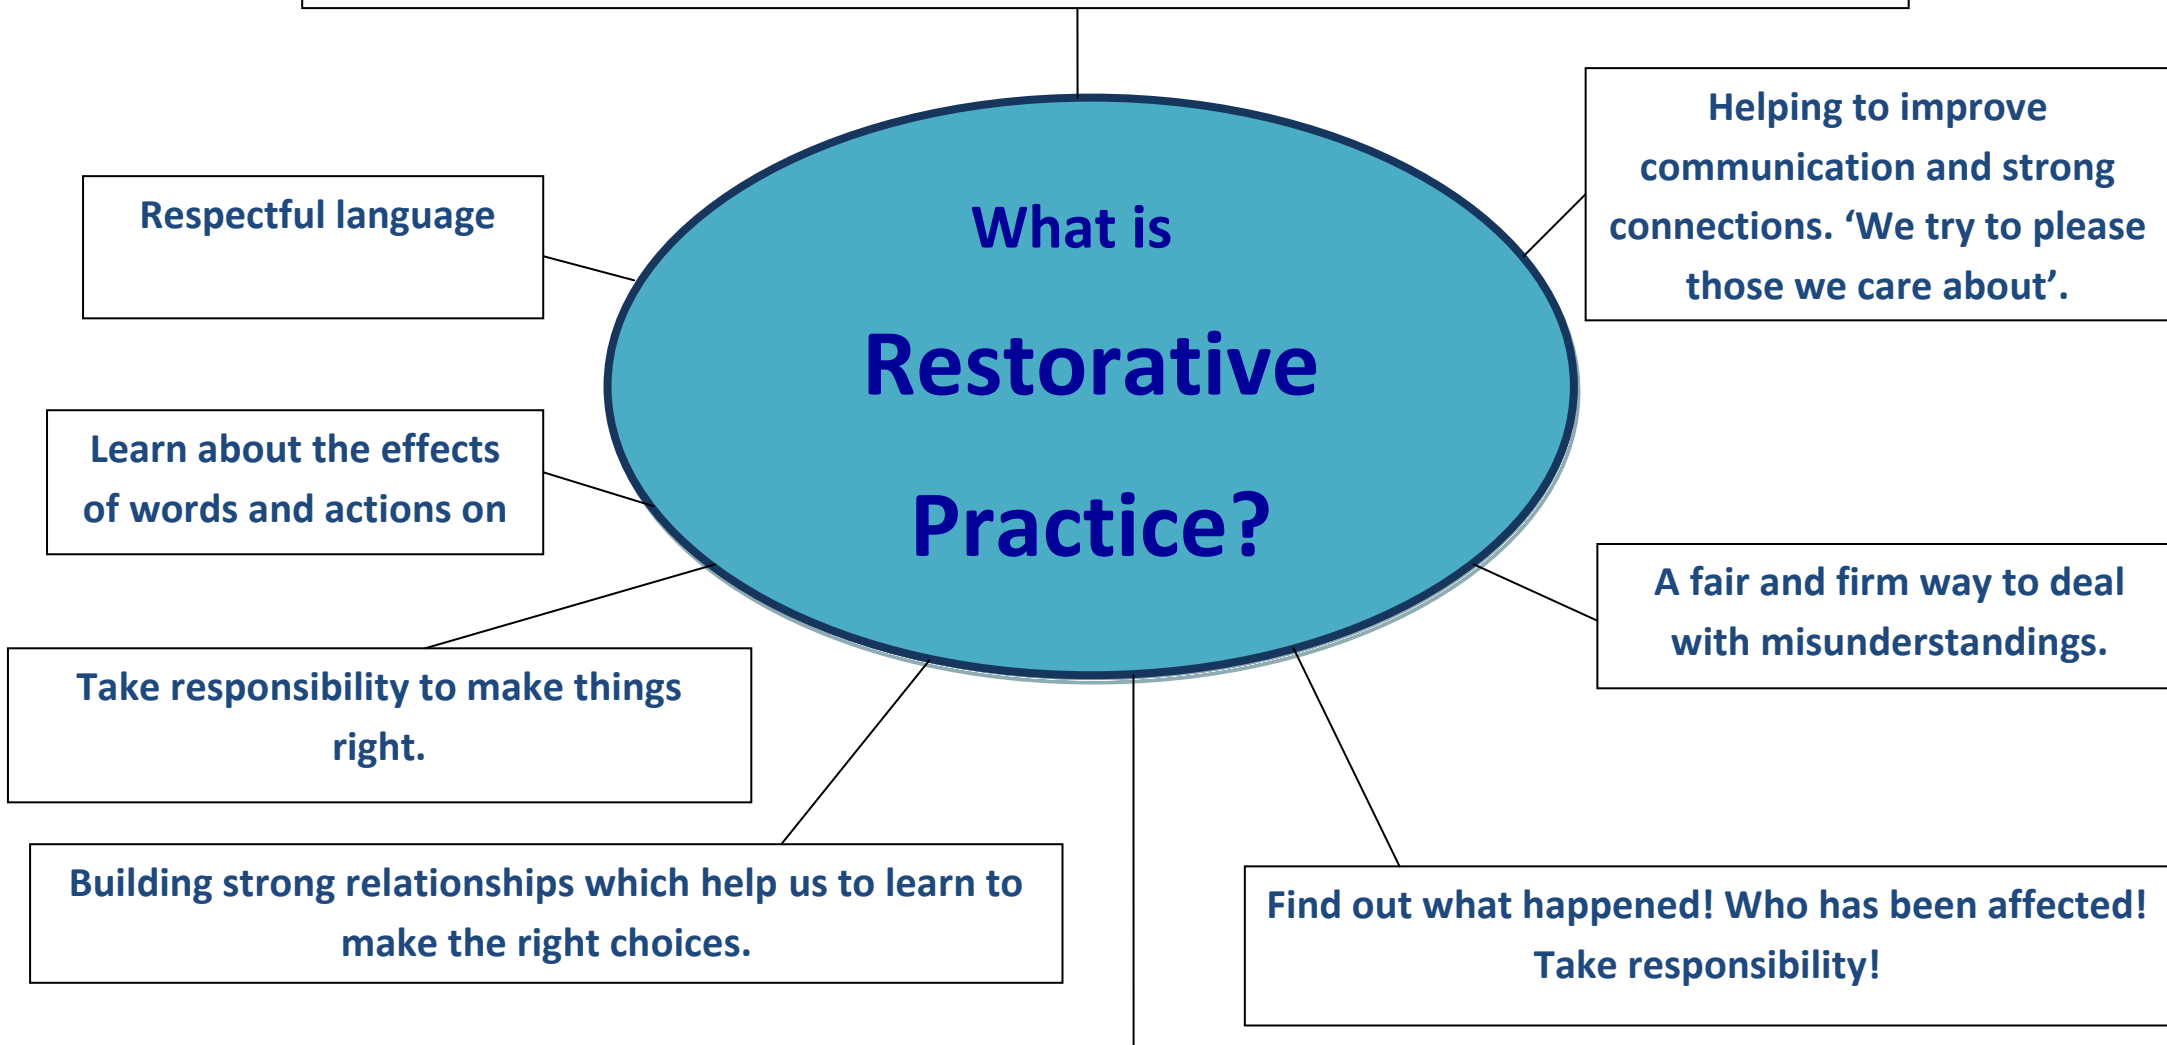 What is
Restorative
Practice?
Helping to improve
communication and strong
connections. ‘We try to please
those we care about’.
Respectful language
Learn about the effects
of words and actions on
A fair and firm way to deal
with misunderstandings.
Take responsibility to make things
right.
Building strong relationships which help us to learn to
make the right choices.
Find out what happened! Who has been affected!
Take responsibility!